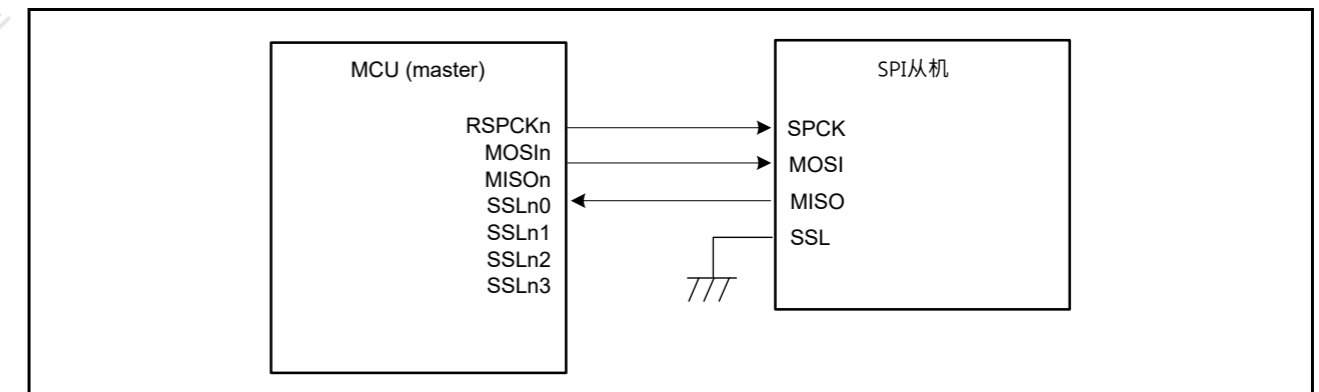 MCU (master)
RSPCKn
MOSIn
MISOn
SSLn0
SSLn1
SSLn2
SSLn3
SPI从机
SPCK
MOSI
MISO
SSL